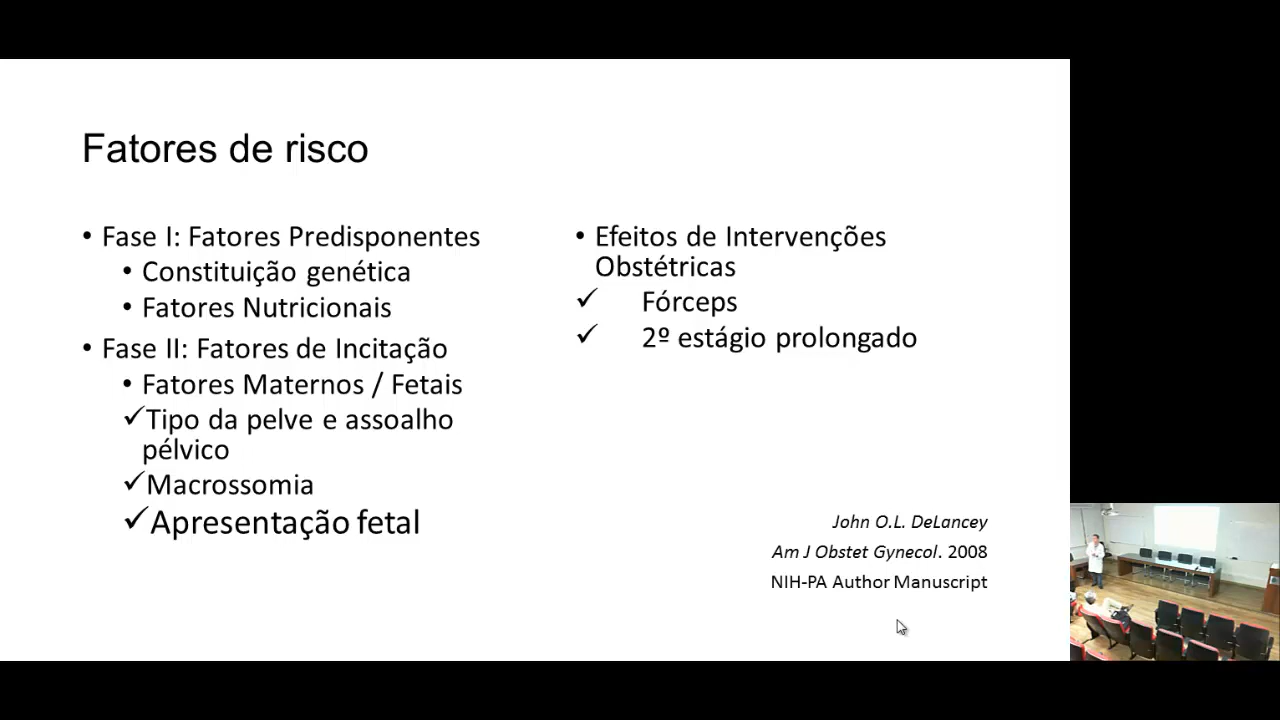 Fatores de risco
• Fase I: Fatores Predisponentes
• Constituição genética
• Fatores Nutricionais
• Fase II: Fatores de Incitação
• Fatores Maternos / Fetais
✓Tipo da pelve e assoalho
pélvico
✓Macrossomia
✓Apresentação fetal
• Efeitos de Intervenções
Obstétricas
✓ Fórceps
✓ 2º estágio prolongado
John O.L. DeLancey
Am J Obstet Gynecol. 2008
NIH-PA Author Manuscript